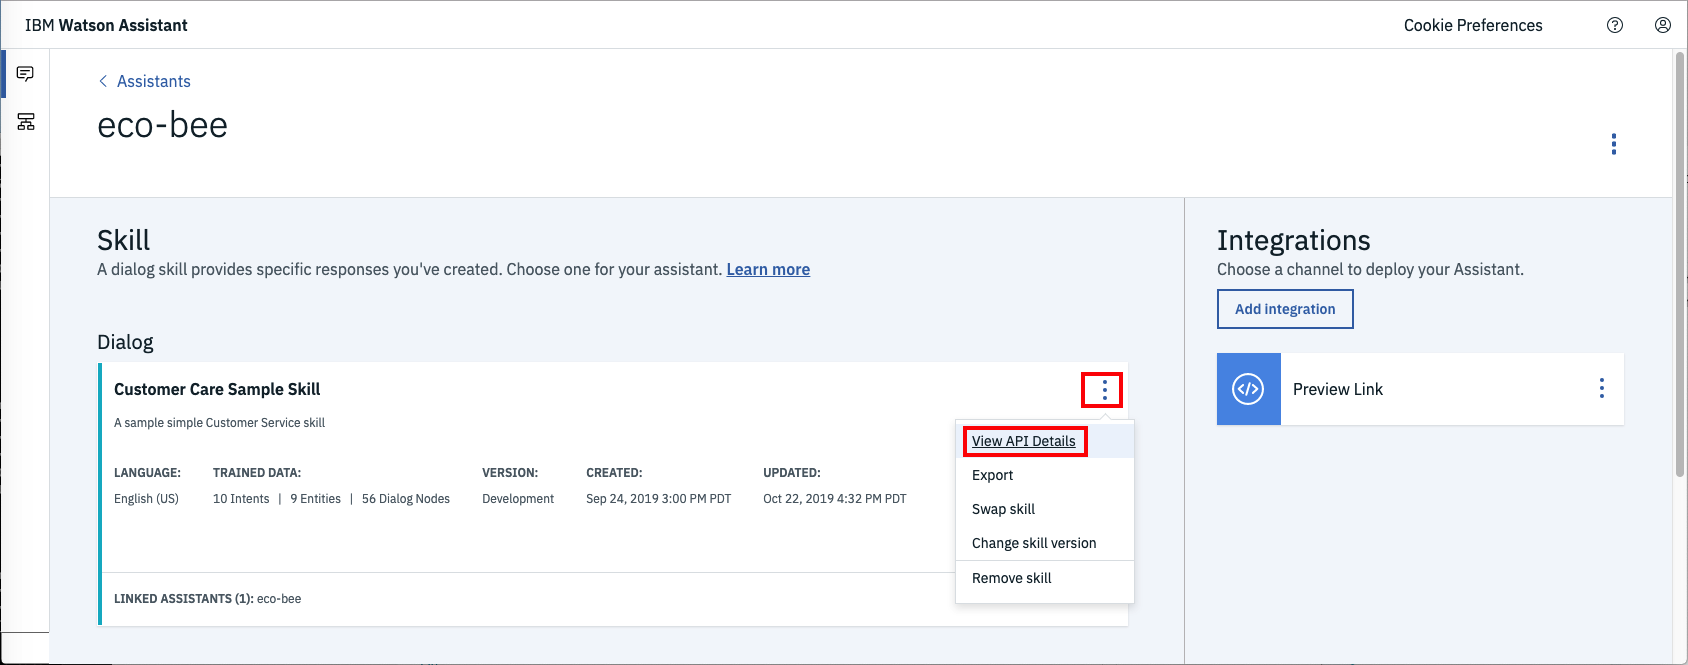 IBM Watson Assistant
Cookie Preferences
Assistants
eco-bee
Skill
A dialog skill provides specific responses you've created. Choose one for your assistant. Learn more
Dialog
Customer Care Sample Skill
A sample simple Customer Service skill
LANGUAGE: TRAINED DATA: VERSION: CREATED: UPDATED:
English (US) 10 Intents | 9 Entities | 56 Dialog Nodes Development Sep 24, 2019 3:00 PM PDT Oct 22, 2019 4:32 PM PDT
LINKED ASSISTANTS (1): eco-bee
View API Details
Export
Swap skill
Change skill version
Remove skill
Integrations
Choose a channel to deploy your Assistant.
Add integration
Preview Link